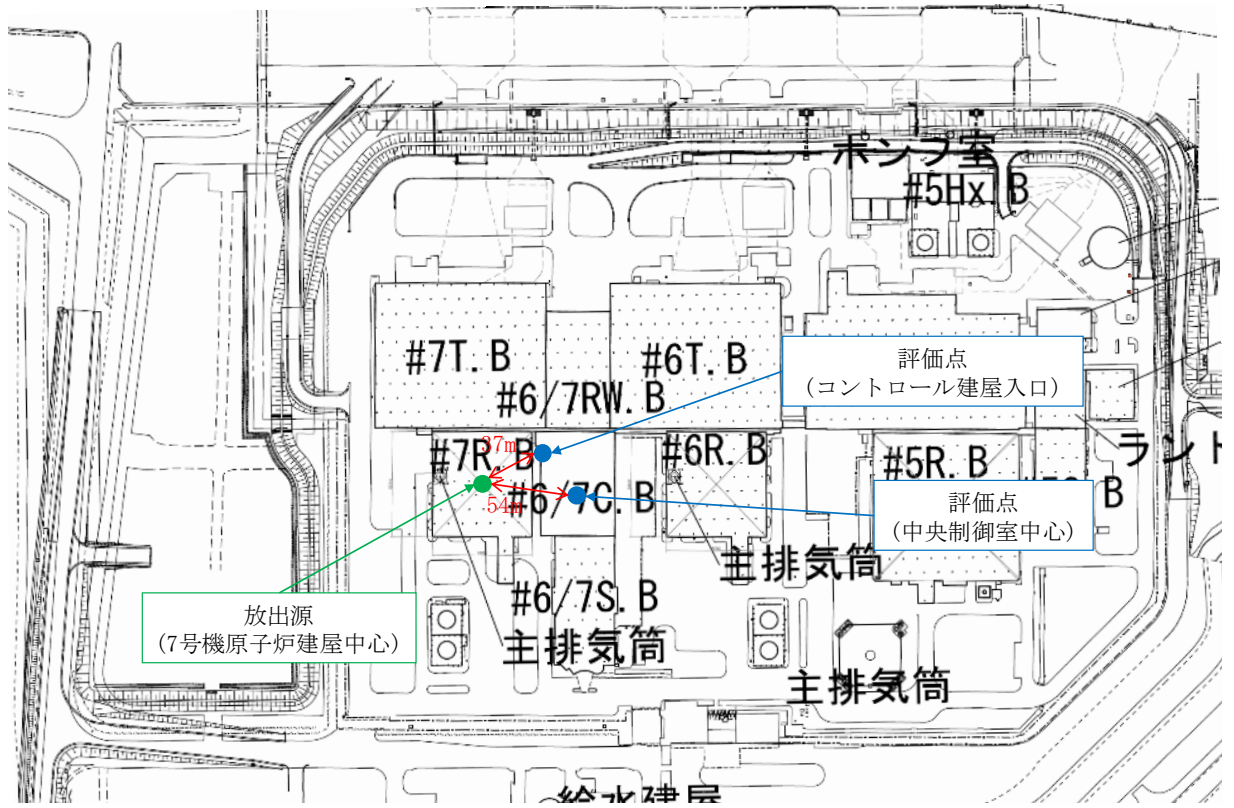 ポンプ室
#5Hx.B
#7T.B
#6T.B
#6/7RW.B
評価点
(コントロール建屋入口)
37m
#7R.B
#6R.B
#5R.B
ラント
54m
#6/7C.B
評価点
(中央制御室中心)
主排気筒
#6/7S.B
放出源
(7号機原子炉建屋中心)
主排気筒
主排気筒
給水建屋